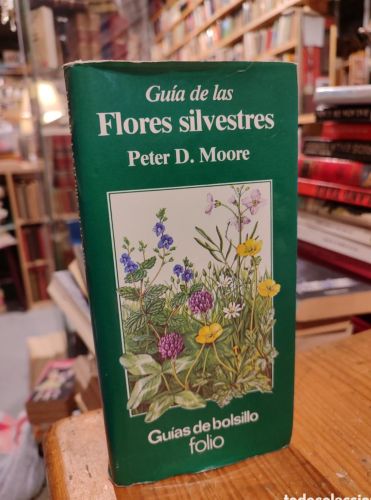 Guía de las
Flores silvestres
Peter D. Moore
Guías de bolsillo
folio